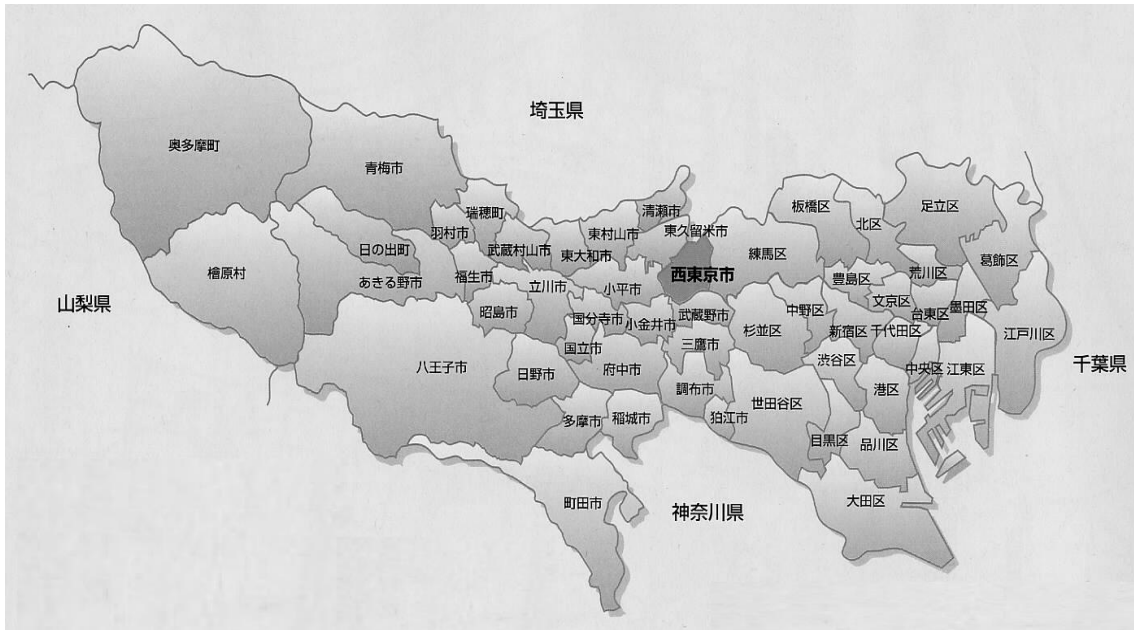 埼玉県
奥多摩町
青梅市
瑞穂町
羽村市
日の出町
あきる野市
檜原村
山梨県
福生市
武蔵村山市
東大和市
東村山市
清瀬市
東久留米市
西東京市
小平市
立川市
昭島市
国分寺市
小金井市
武蔵野市
三鷹市
国立市
府中市
調布市
狛江市
八王子市
日野市
多摩市
稲城市
町田市
神奈川県
練馬区
板橋区
北区
足立区
葛飾区
荒川区
豊島区
文京区
台東区
墨田区
江戸川区
中野区
杉並区
新宿区
千代田区
渋谷区
中央区
江東区
港区
世田谷区
目黒区
品川区
大田区
千葉県